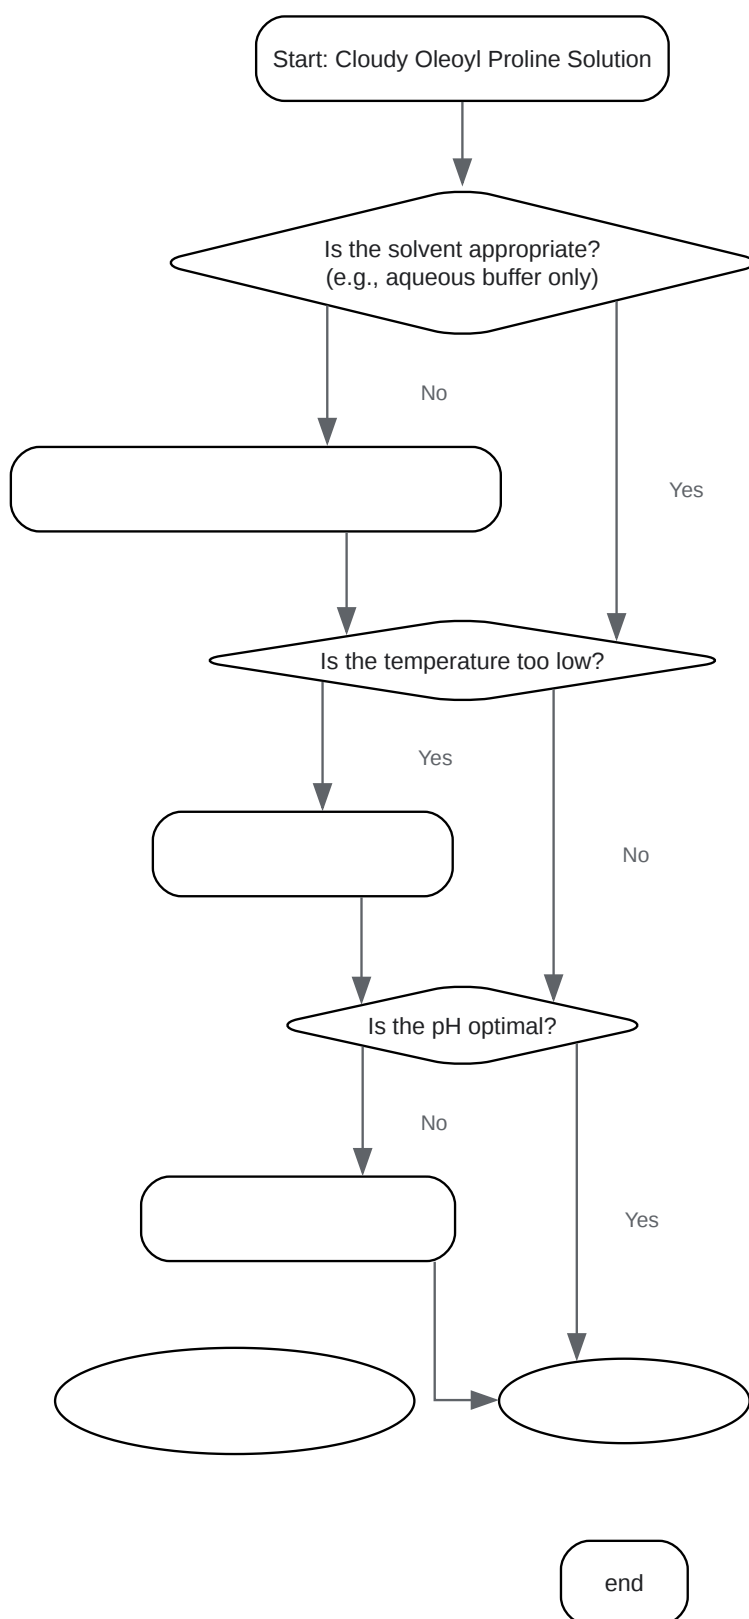 Start: Cloudy Oleoyl Proline Solution
Is the solvent appropriate?
(e.g., aqueous buffer only)
No
Yes
Is the temperature too low?
Yes
No
Is the pH optimal?
No
Yes
end